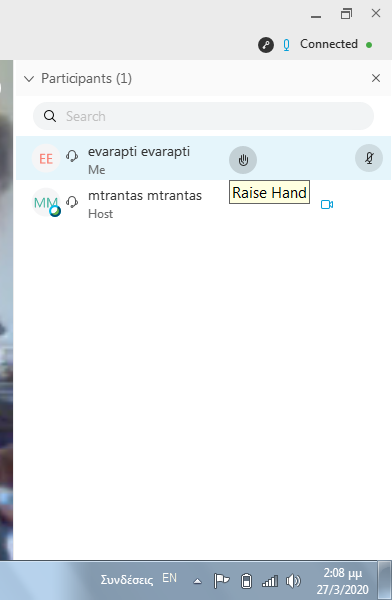 Connected
Participants (1)
Search
EE
evarapti evarapti
Me
Raise Hand
MM
mtrantas mtrantas
Host
Συνδέσεις
EN
2:08 μμ
27/3/2020